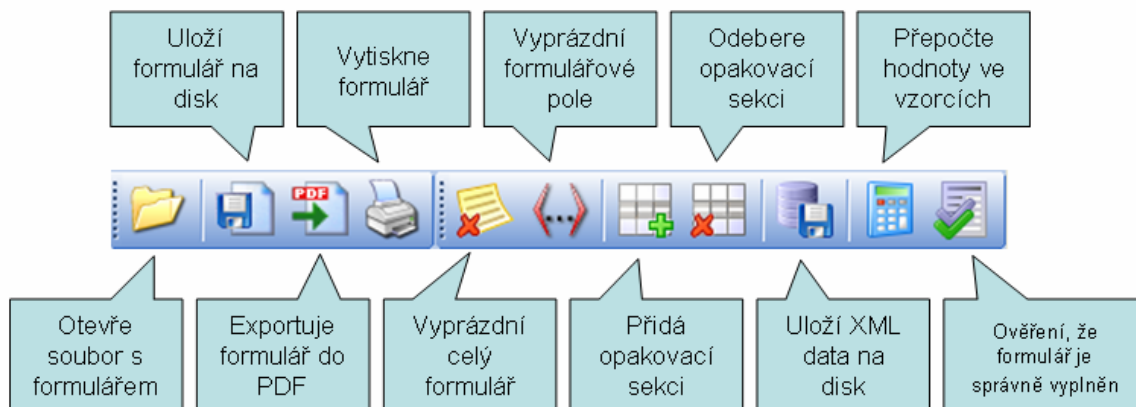 Uloží
formulář na
disk
Vytiskne
formulář
Vyprázdní
formulářové
pole
Odebere
opakovací
sekci
Přepočte
hodnoty ve
vzorcích
PDF
<...>
Otevře
soubor s
formulářem
Exportuje
formulář do
PDF
Vyprázdní
celý
formulář
Přidá
opakovací
sekci
Uloží XML
data na
disk
Ověření, že
formulář je
správně vyplněn